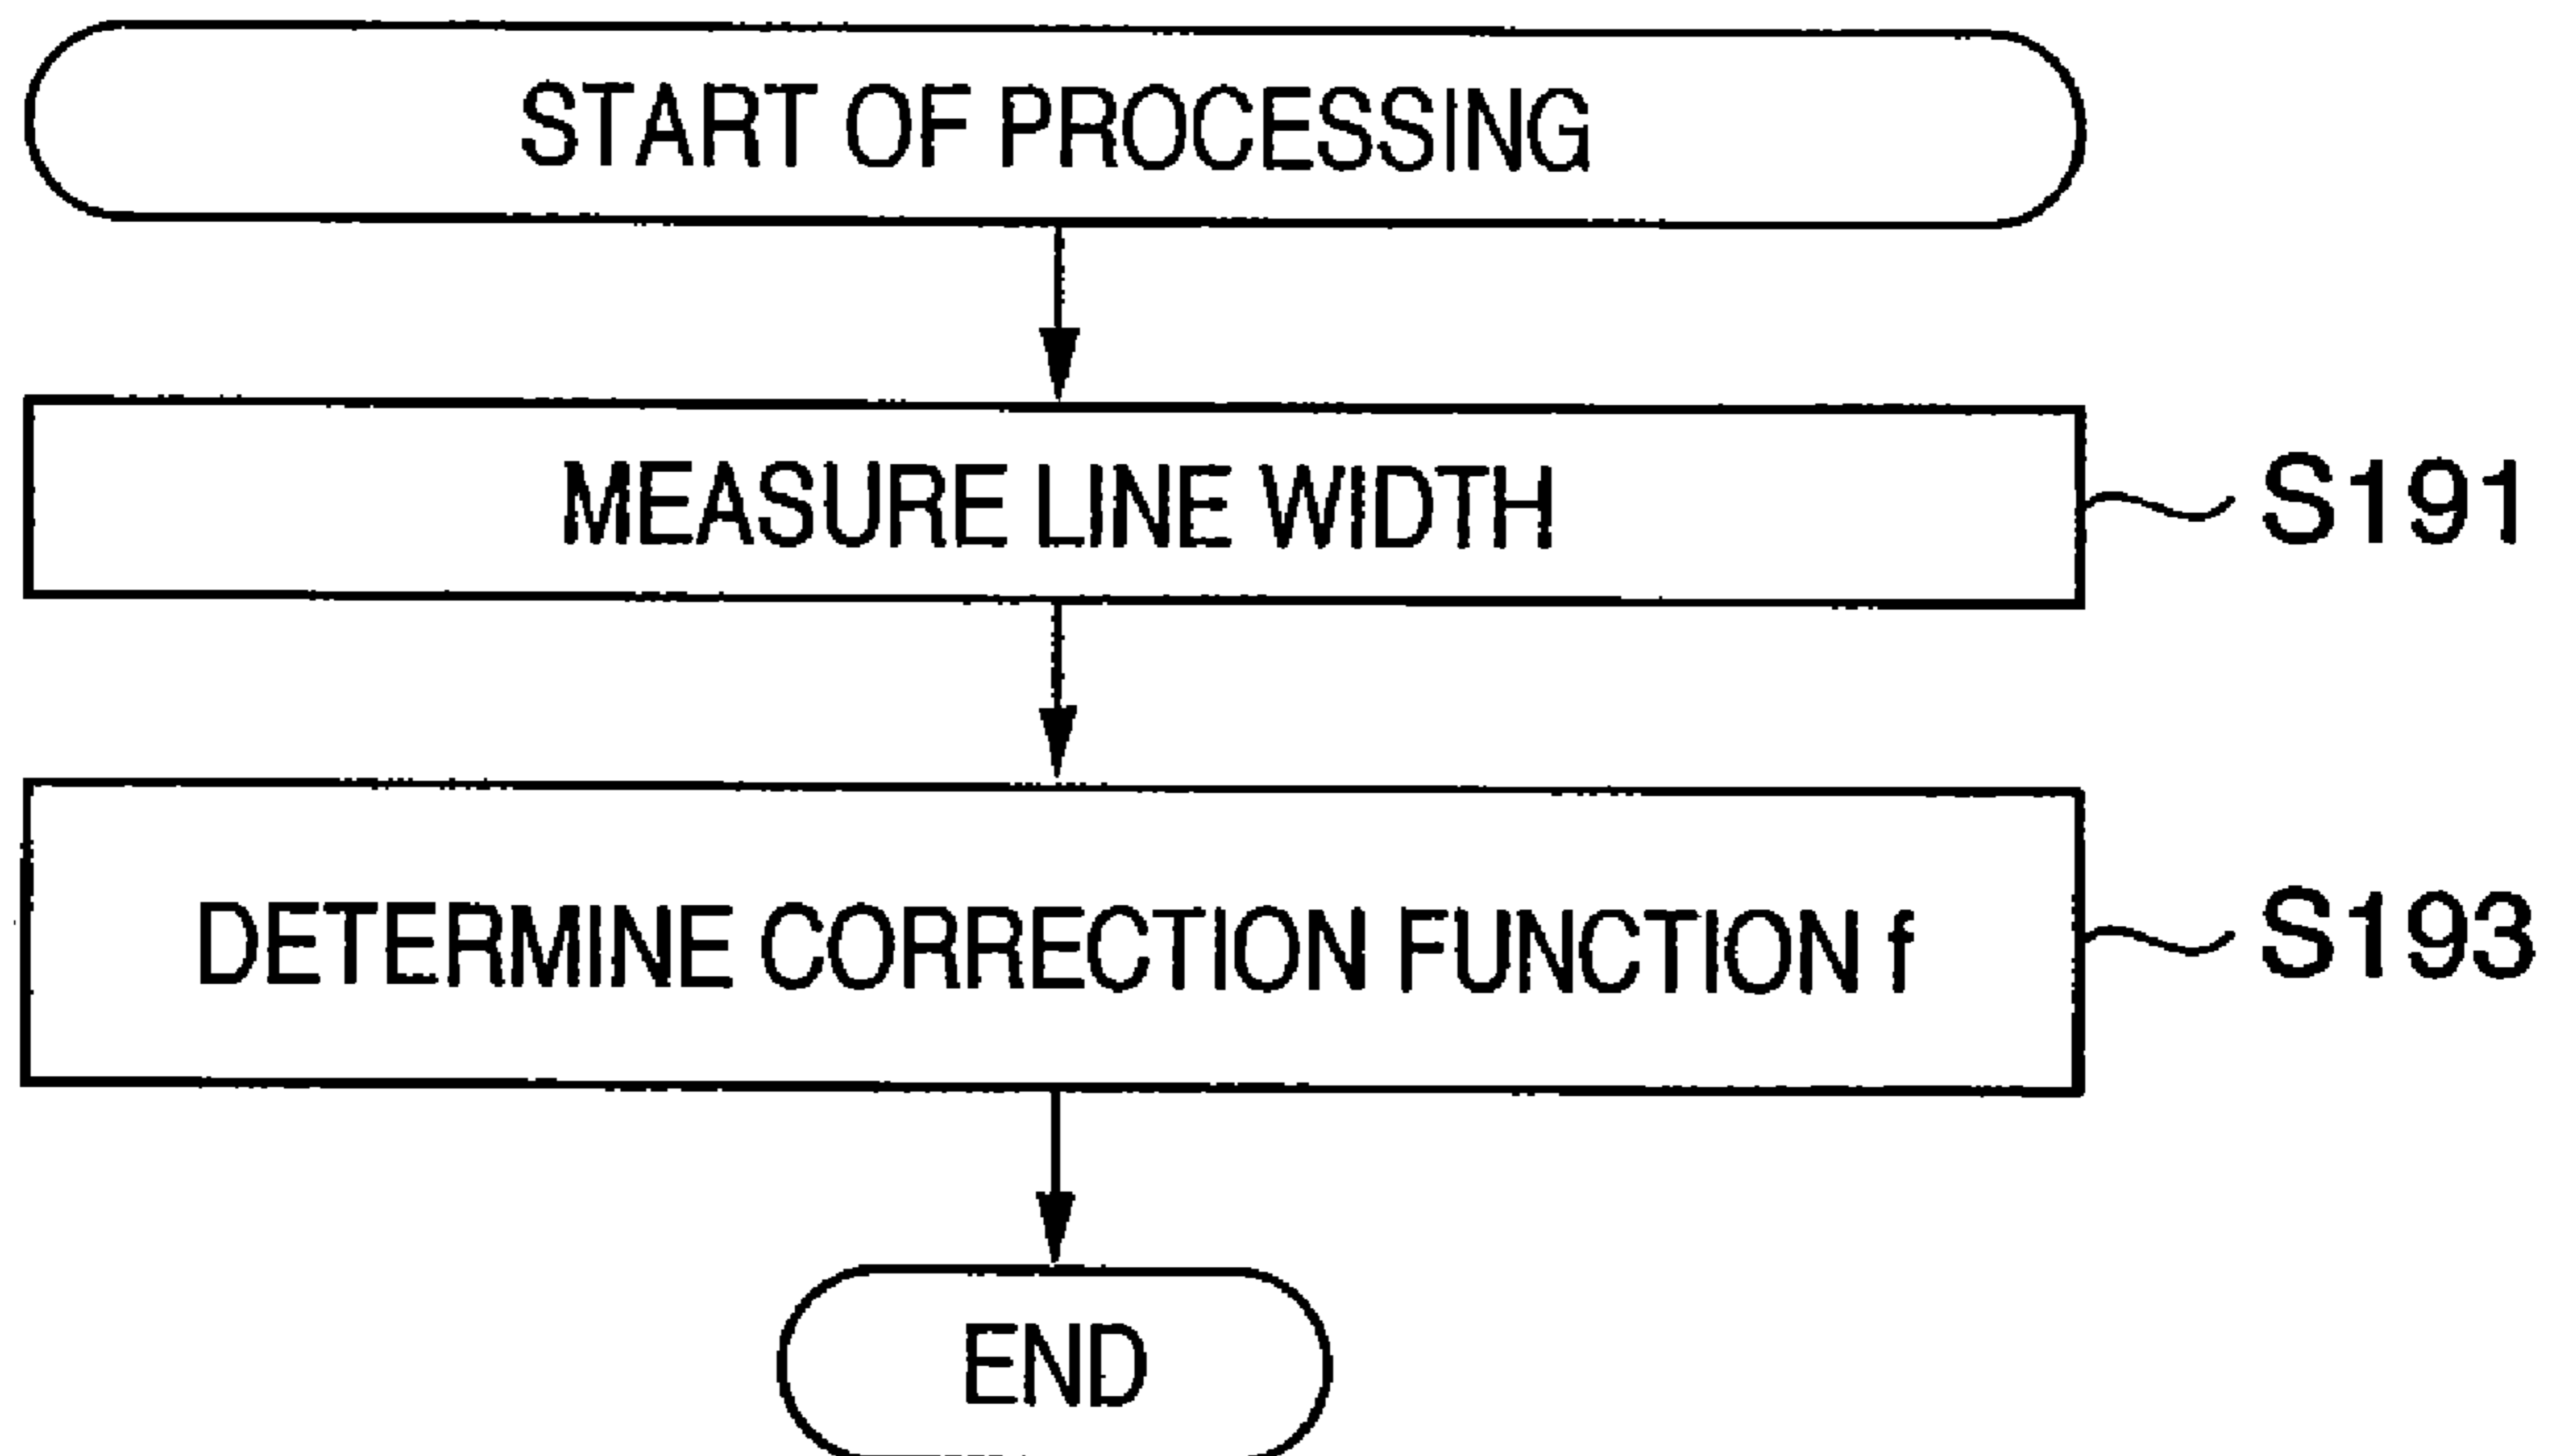 START OF PROCESSING
MEASURE LINE WIDTH
S191
DETERMINE CORRECTION FUNCTION f
S193
END